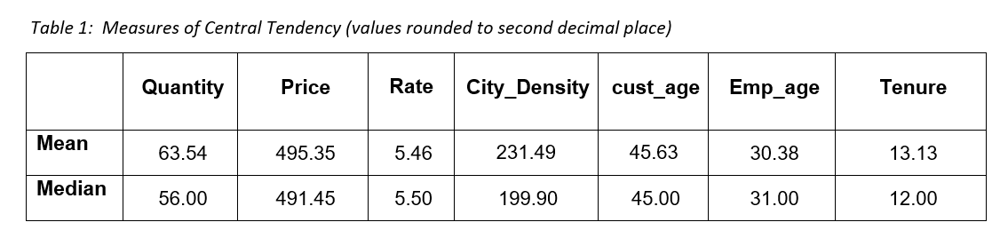 Table 1:  Measures of Central Tendency (values rounded to second decimal place)
Quantity Price Rate City_Density cust_age Emp_age Tenure
Mean 63.54 495.35 5.46 231.49 45.63 30.38 13.13
Median 56.00 491.45 5.50 199.90 45.00 31.00 12.00